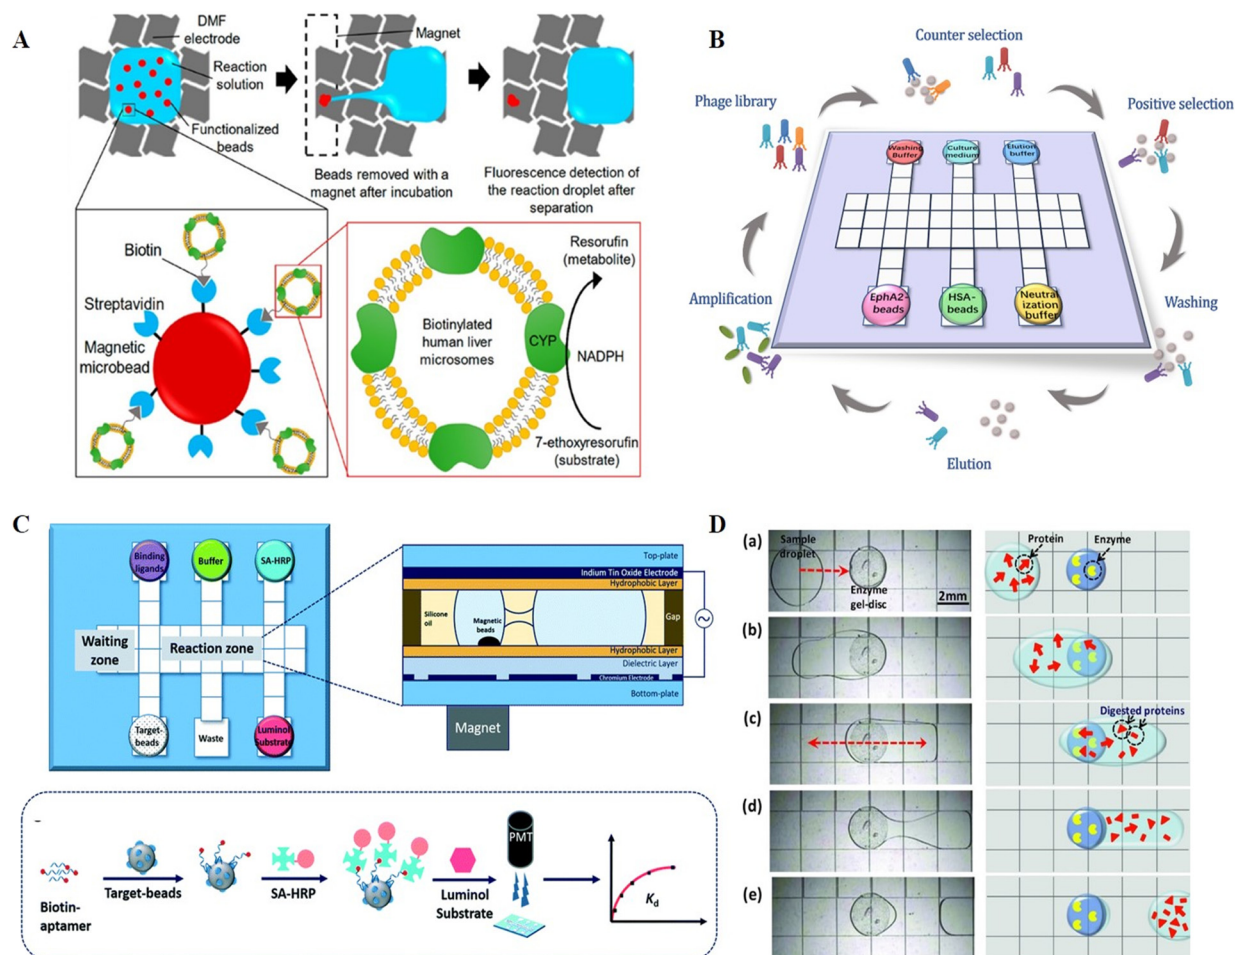 A
DMF
electrode
Reaction
solution
Functionalized
beads
Magnet
Beads removed with a
magnet after incubation
Fluorescence detection of
the reaction droplet after
separation
Biotin
Streptavidin
Magnetic
microbead
Biotinylated
human liver
microsomes
CYP
Resorufin
(metabolite)
NADPH
7-ethoxyresorufin
(substrate)
B
Counter selection
Phage library
Positive selection
Washing
Buffer
Culture
medium
Elution
buffer
EphA2-
beads
HSA-
beads
Neutral
ization
buffer
Amplification
Washing
Elution
C
Binding
ligands
Buffer
SA-HRP
Waiting
zone
Reaction zone
Target-
beads
Waste
Luminol
Substrate
Top-plate
Indium Tin Oxide Electrode
Hydrophobic Layer
Silicone
oil
Magnetic
beads
Gap
Hydrophobic Layer
Dielectric Layer
Chromium Electrode
Bottom-plate
Magnet
Biotin-
aptamer
Target-beads
SA-HRP
Luminol
Substrate
PMT
Kd
D
(a)
Sample
droplet
Enzyme
gel-disc
2mm
Protein
Enzyme
(b)
(c)
Digested proteins
(d)
(e)